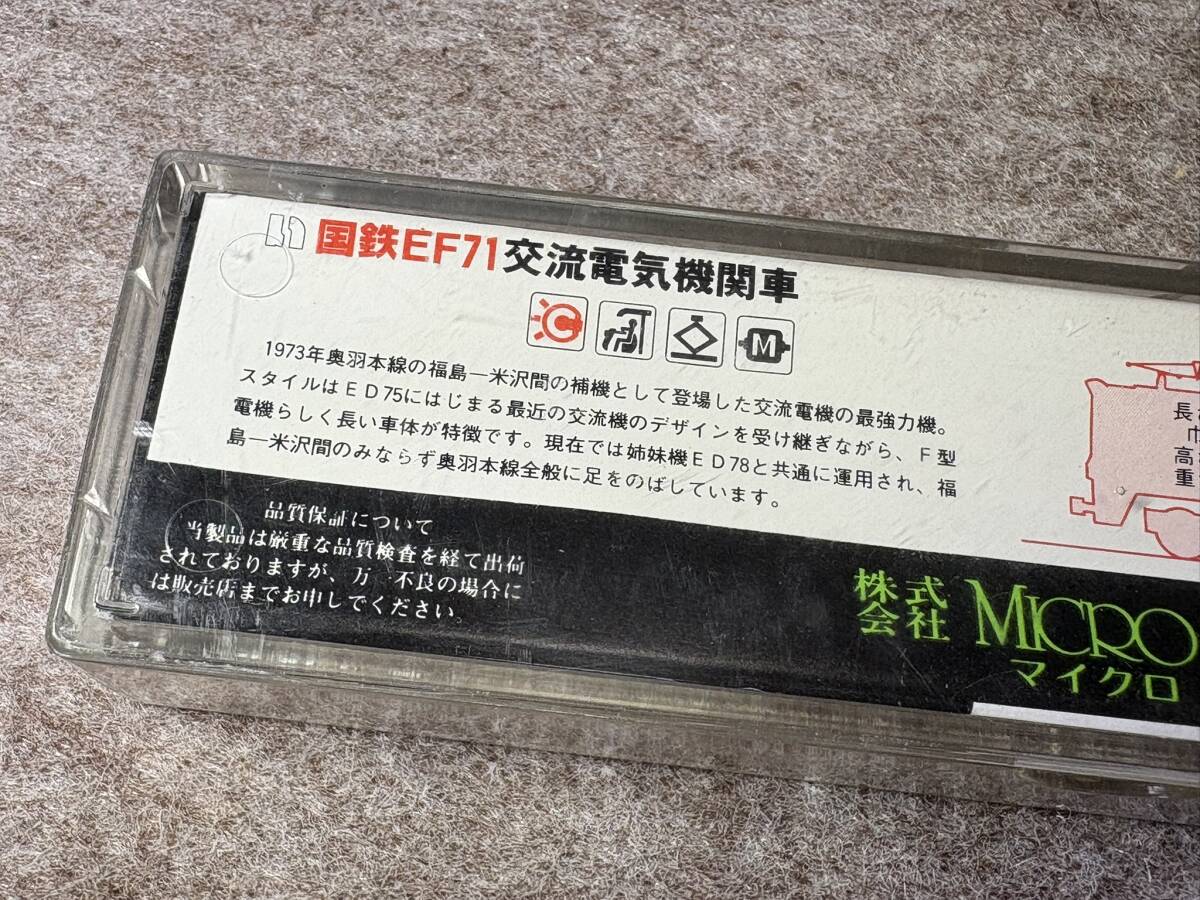 国鉄EF71交流電気機関車
M
1973年奥羽本線の福島―米沢間の補機として登場した交流電機の最強力機。
スタイルはED75にはじまる最近の交流機のデザインを受け継ぎながら、F型
電機らしく長い車体が特徴です。現在では姉妹機ED78と共通に運用され、福
島―米沢間のみならず奥羽本線全般に足をのばしています。
長
巾
高
重
品質保証について
当製品は厳重な品質検査を経て出荷
されておりますが、万一不良の場合に
は販売店までお申しでください。
株式
会社
MICRO
マイクロ